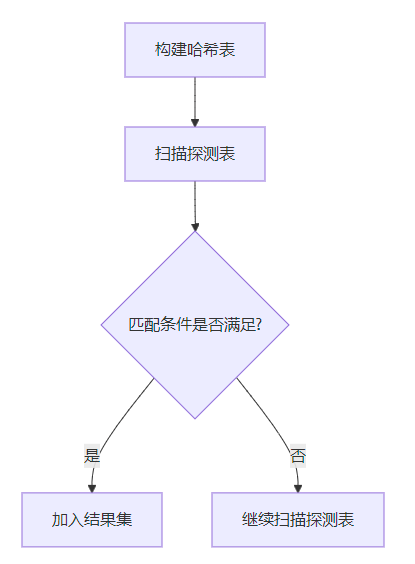 构建哈希表
扫描探测表
匹配条件是否满足?
是
否
加入结果集
继续扫描探测表